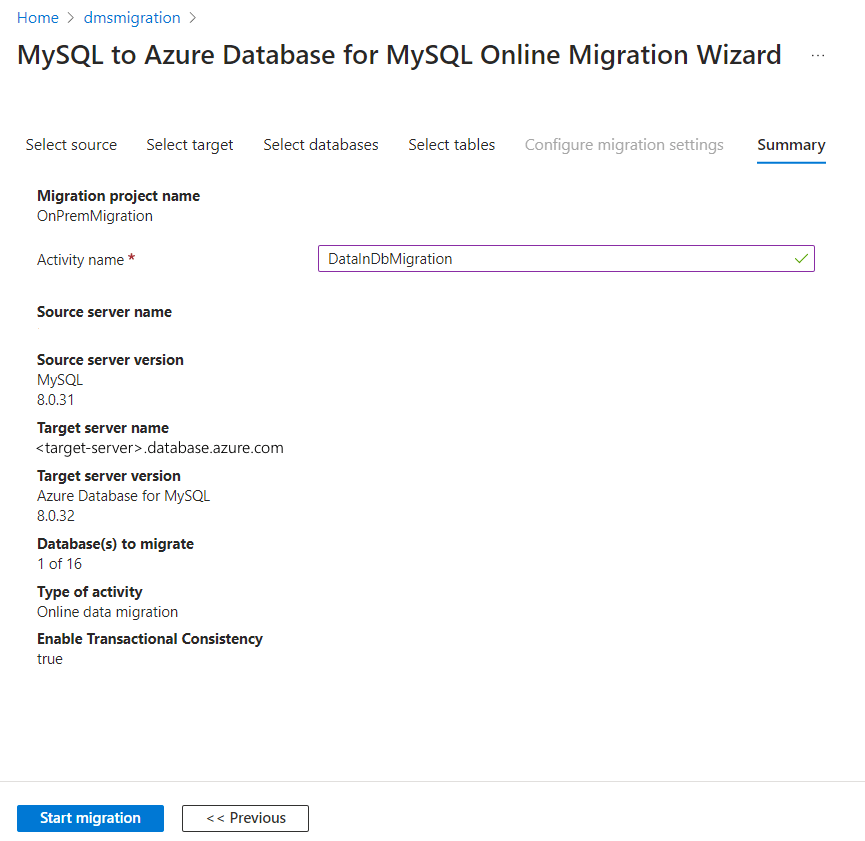 Home > dmsmigration >
MySQL to Azure Database for MySQL Online Migration Wizard ...
Select source Select target Select databases Select tables Configure migration settings Summary
Migration project name
OnPremMigration
Activity name * DataInDbMigration
Source server name
Source server version
MySQL
8.0.31
Target server name
<target-server>.database.azure.com
Target server version
Azure Database for MySQL
8.0.32
Database(s) to migrate
1 of 16
Type of activity
Online data migration
Enable Transactional Consistency
true
Start migration << Previous